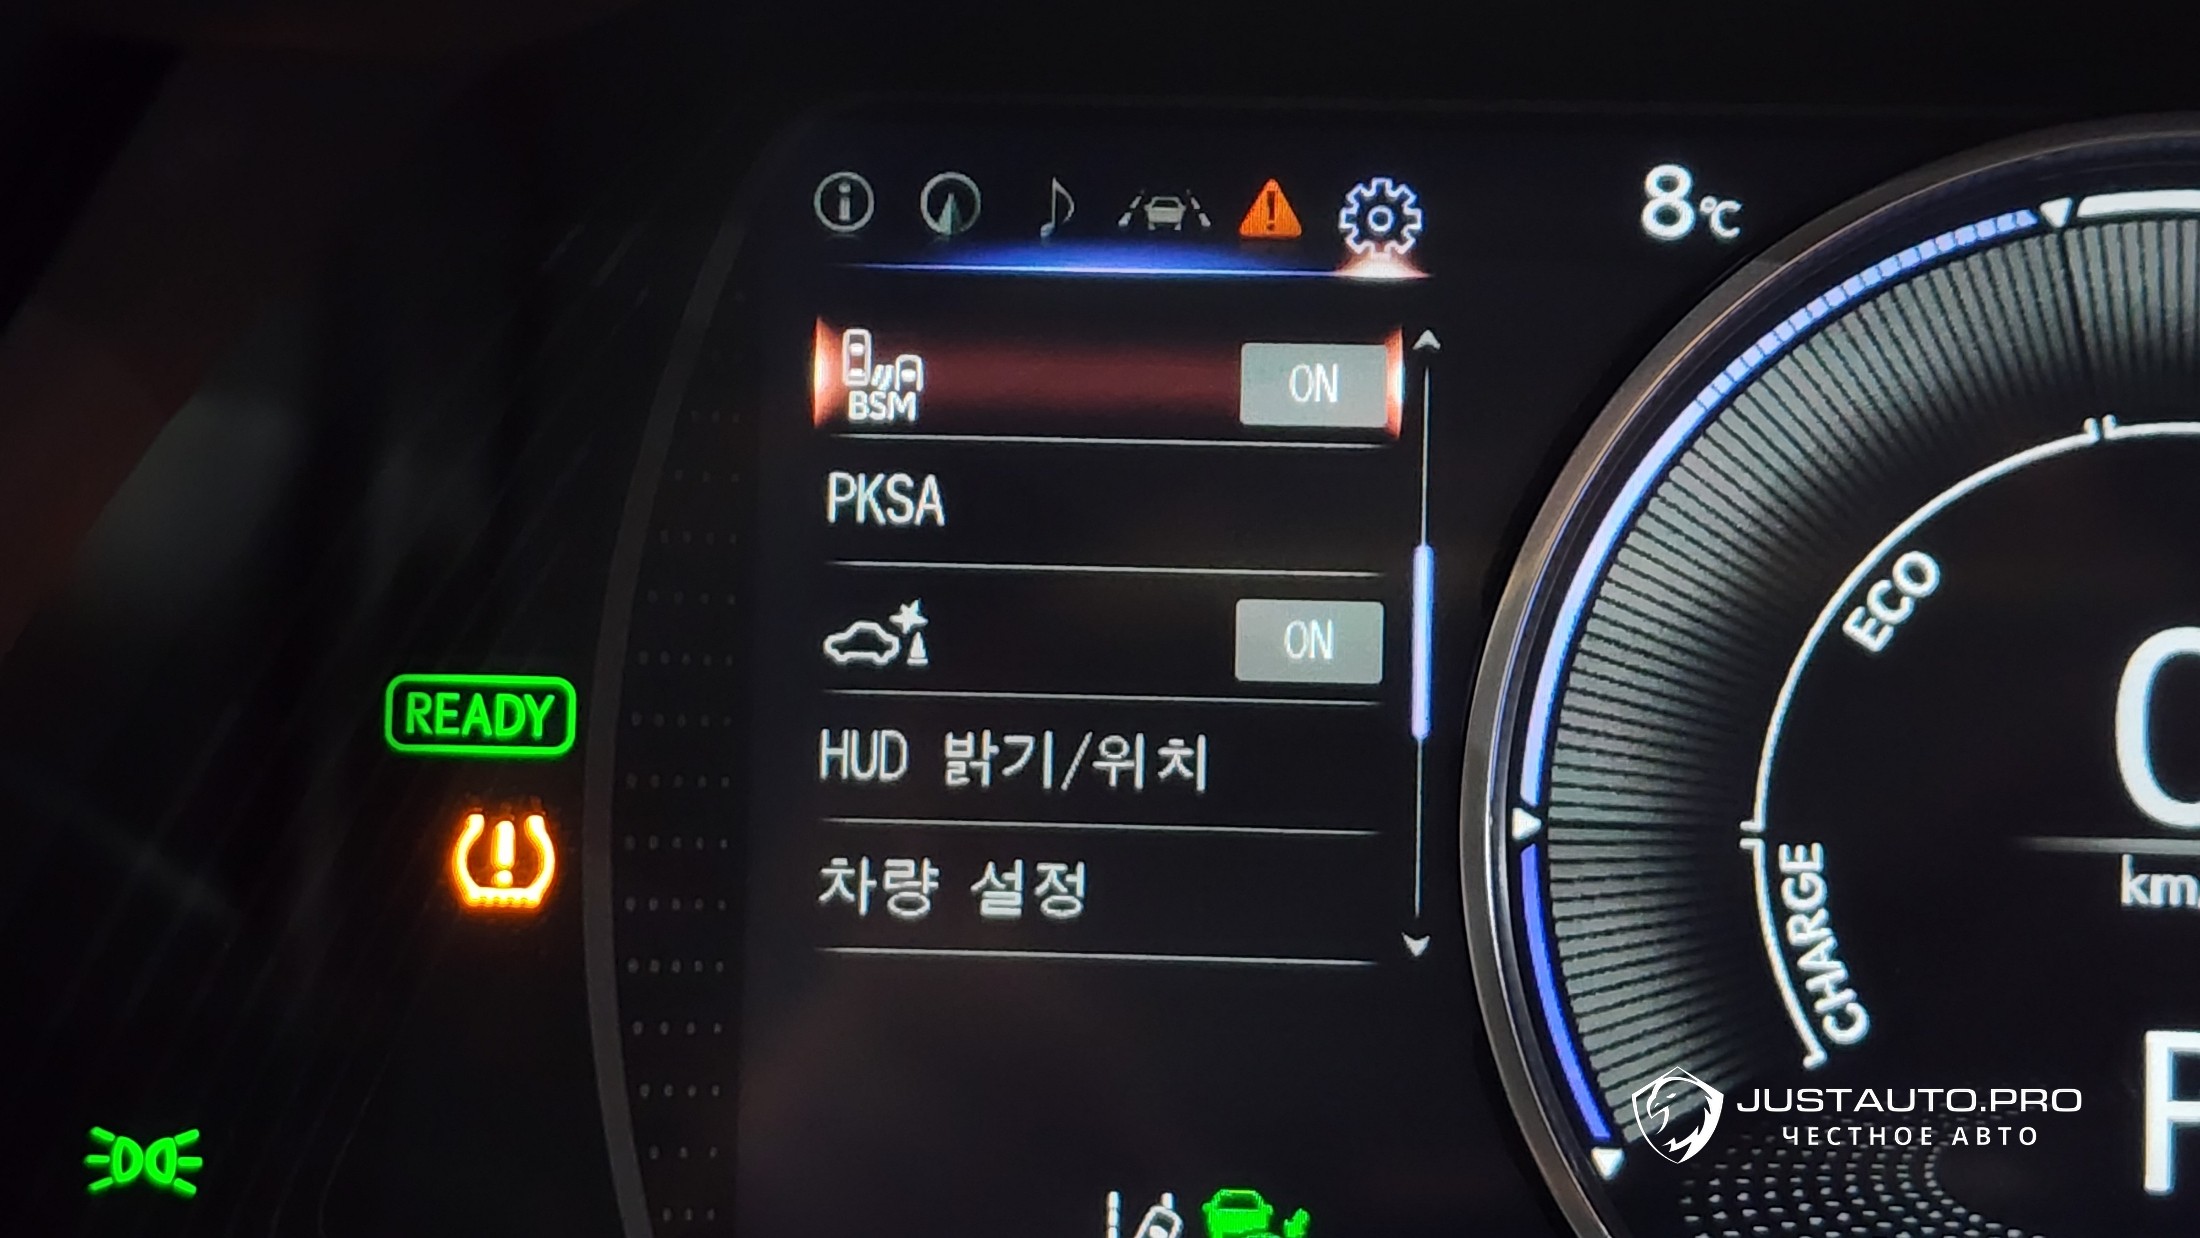 8℃
BSM
ON
PKSA
ON
HUD 밝기/위치
차량 설정
READY
ECO
CHARGE
JUSTAUTO.PRO
ЧЕСТНОЕ АВТО